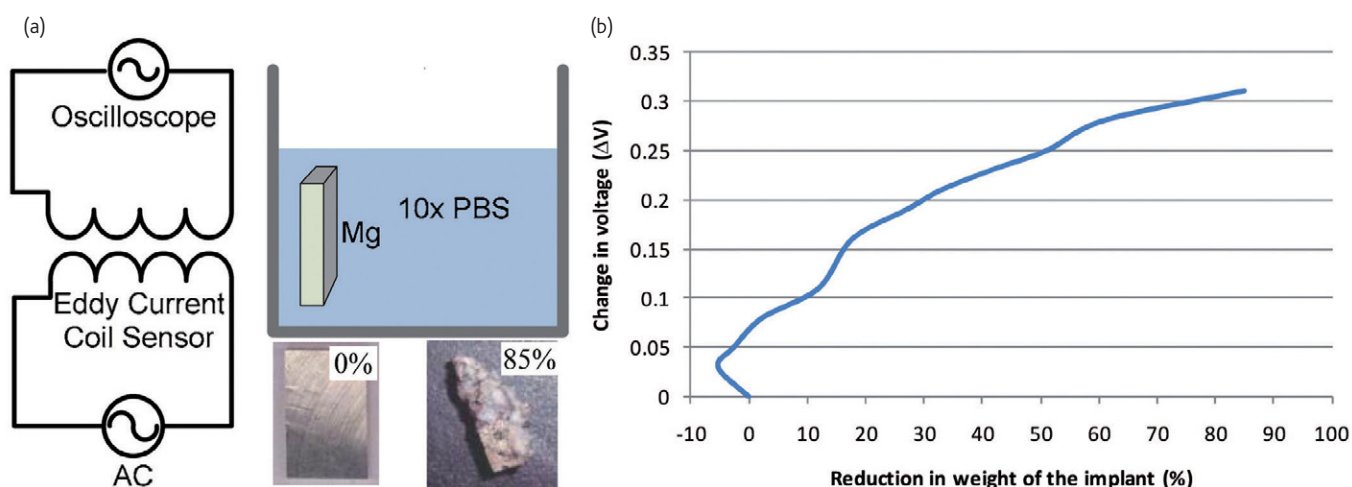 (a)
Oscilloscope
Eddy Current
Coil Sensor
AC
Mg
10x PBS
0%
85%
(b)
Change in voltage (ΔV)
0.35
0.3
0.25
0.2
0.15
0.1
0.05
0
-10 0 10 20 30 40 50 60 70 80 90 100
Reduction in weight of the implant (%)